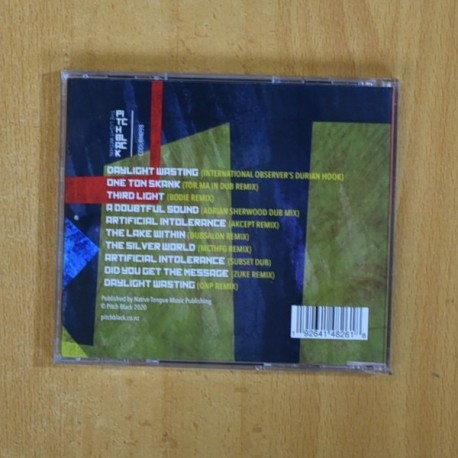 PITCH BLACK
DAYLIGHT WASTING (INTERNATIONAL OBSERVER'S DURIAN HOOK)
ONE TON SKANK (TOR.MA IN DUB REMIX)
THIRD LIGHT (BODIE REMIX)
A DOUBTFUL SOUND (ADRIAN SHERWOOD DUB MIX)
ARTIFICIAL INTOLERANCE (AKCEPT REMIX)
THE LAKE WITHIN (DUBSALON REMIX)
THE SILVER WORLD (MCTHFG REMIX)
ARTIFICIAL INTOLERANCE (SUBSET DUB)
DID YOU GET THE MESSAGE (ZUKE REMIX)
DAYLIGHT WASTING (GNIP REMIX)
Published by Native Tongue Music Publishing
© Pitch Black 2020
pitchblack.co.nz